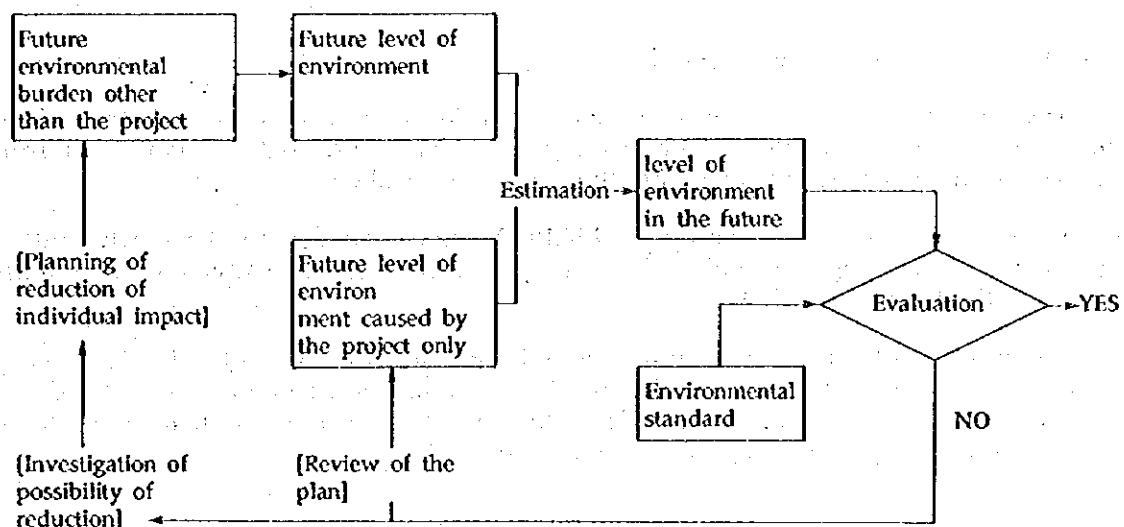 Future
environmental
burden other
than the project
Future level of
environment
Estimation
level of
environment
in the future
[Planning of
reduction of
individual impact]
Future level of
environ
ment caused by
the project only
Evaluation
YES
Environmental
standard
NO
[Investigation of
possibility of
reduction]
[Review of the
plan]